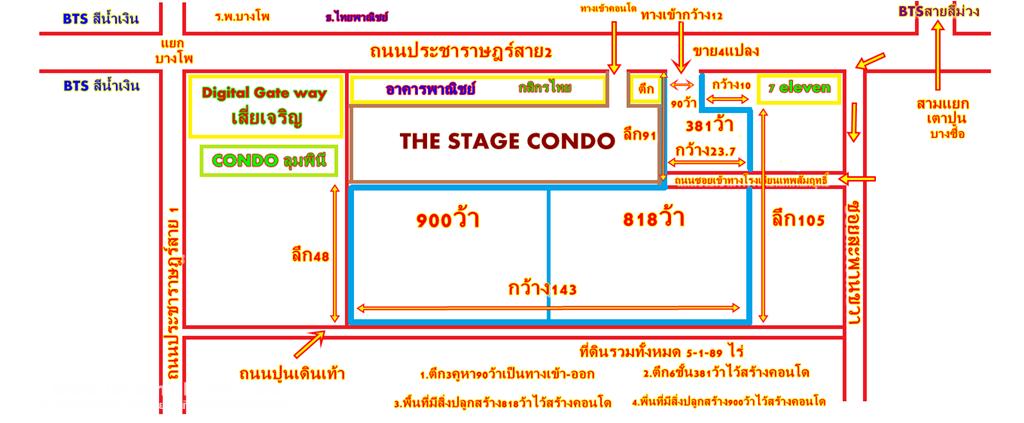 BTS สีน้ำเงิน
ร.พ.บางโพ
ธ.ไทยพาณิชย์
ทางเข้าคอนโด
ทางเข้ากว้าง12
BTSสายสีม่วง
แยก
บางโพ
ถนนประชาราษฎร์สาย2
ขาย4แปลง
BTS สีน้ำเงิน
Digital Gate way
เสี่ยเจริญ
อาคารพาณิชย์
กสิกรไทย
ตึก
90ว้า
กว้าง10
7 eleven
สามแยก
เตาปูน
บางซื่อ
THE STAGE CONDO
ลึก91
381ว้า
กว้าง23.7
CONDO ลุมพินี
ถนนซอยเข้าทางโรงเรียนเทพสัมฤทธิ์
900ว้า
818ว้า
ลึก105
ลึก48
กว้าง143
ถนนประชาราษฎร์สาย 1
ซอยสะพานขวา
ถนนปูนเดินเท้า
ที่ดินรวมทั้งหมด 5-1-89 ไร่
1.ตึก3คูหา90ว้าเป็นทางเข้า-ออก
2.ตึก6ชั้น381ว้าไว้สร้างคอนโด
3.พื้นที่มีสิ่งปลูกสร้าง818ว้าไว้สร้างคอนโด
4.พื้นที่มีสิ่งปลูกสร้าง900ว้าไว้สร้างคอนโด